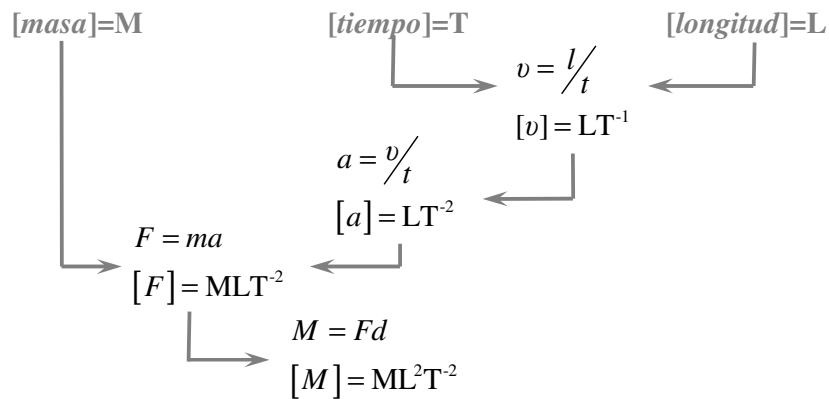 [masa]=M [tiempo]=T [longitud]=L
υ = l/t
[υ] = LT⁻¹
a = υ/t
[a] = LT⁻²
F = ma
[F] = MLT⁻²
M = Fd
[M] = ML²T⁻²